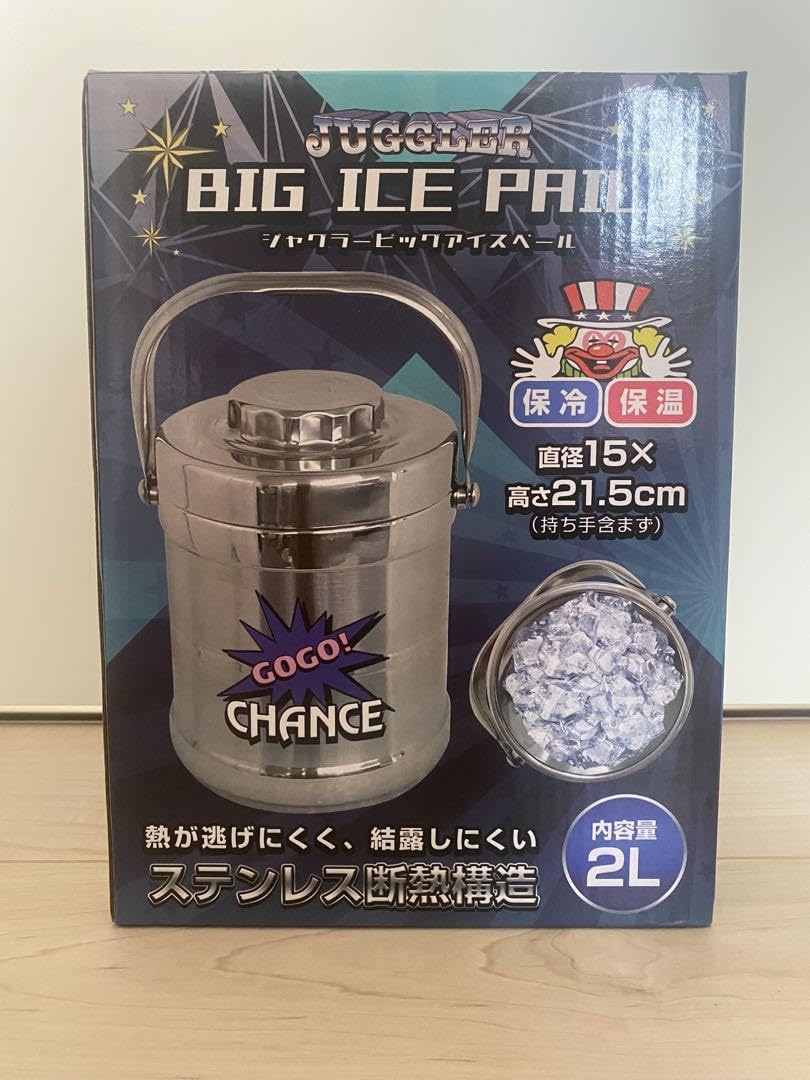 JUGGLER
BIG ICE PAIL
ジャグラービッグアイスペール
保冷 保温
直径15×
高さ21.5cm
(持ち手含まず)
GOGO!
CHANCE
熱が逃げにくく、結露しにくい
ステンレス断熱構造
内容量
2L